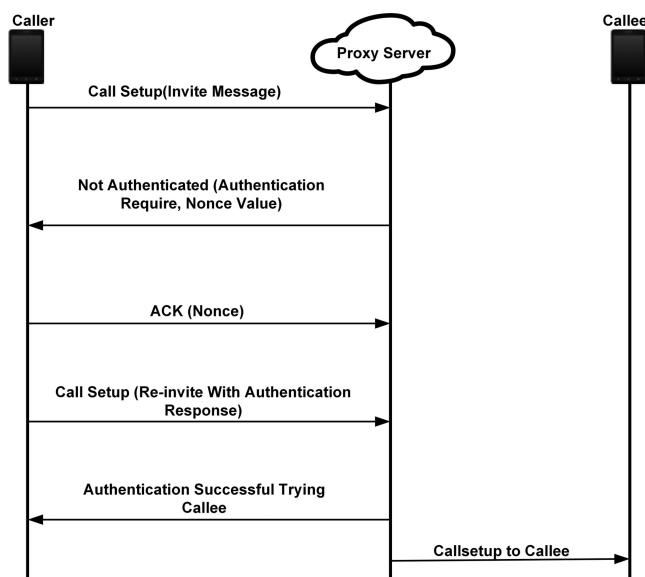 Caller
Proxy Server
Callee
Call Setup(Invite Message)
Not Authenticated (Authentication
Require, Nonce Value)
ACK (Nonce)
Call Setup (Re-invite With Authentication
Response)
Authentication Successful Trying
Callee
Callsetup to Callee